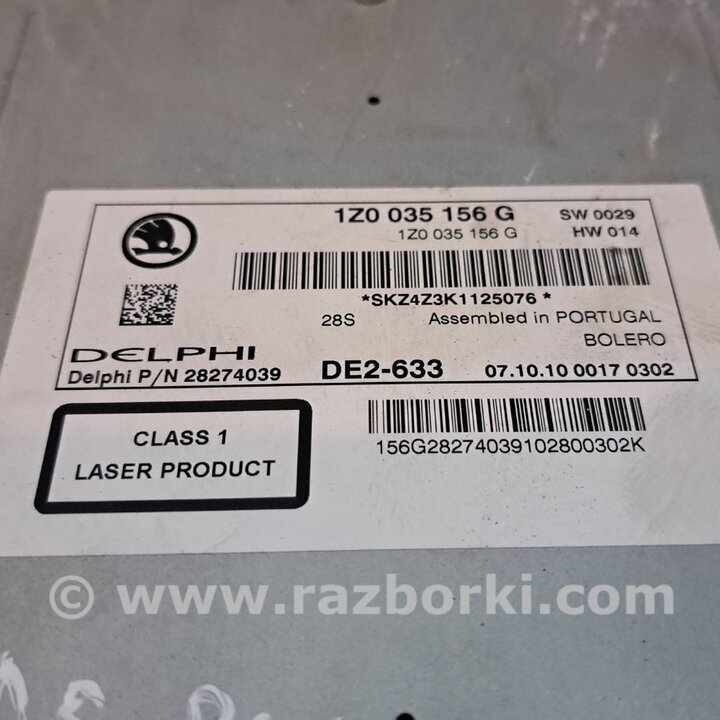 1Z0 035 156 G SW 0029
1Z0 035 156 G HW 014
*SKZ4Z3K1125076 *
28S Assembled in PORTUGAL
BOLERO
DELPHI
Delphi P/N 28274039 DE2-633 07.10.10 0017 0302
CLASS 1
LASER PRODUCT
156G28274039102800302K
© www.razborki.com